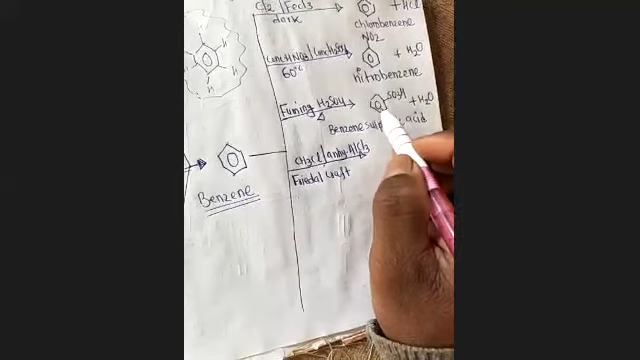 Cl2 / FeCl3
dark
+ HCl
chlorobenzene
H
H
H
H
NO2
Conc HNO3 / Conc H2SO4
60°C
+ H2O
nitrobenzene
Fuming H2SO4
Δ
SO3H
+ H2O
Benzene acid
CH3Cl / anhy. AlCl3
Friedal Craft
Benzene